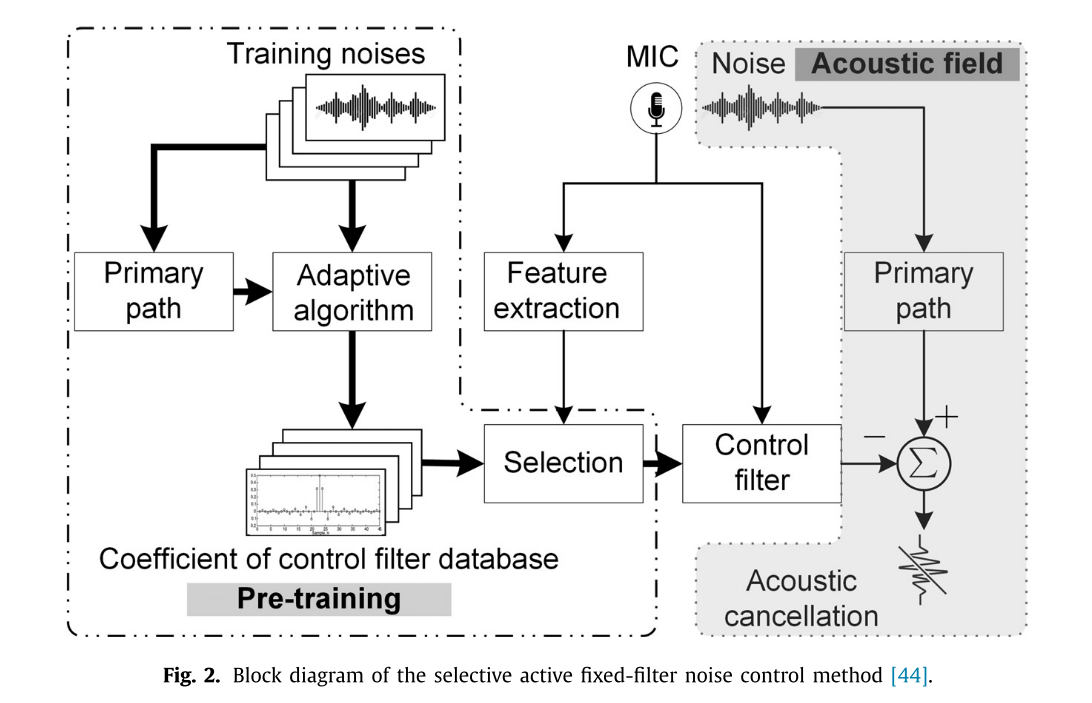 Training noises
MIC
Noise
Acoustic field
Primary
path
Adaptive
algorithm
Feature
extraction
Primary
path
+
Selection
Control
filter
−
Σ
Coefficient of control filter database
Pre-training
Acoustic
cancellation
Fig. 2. Block diagram of the selective active fixed-filter noise control method [44].